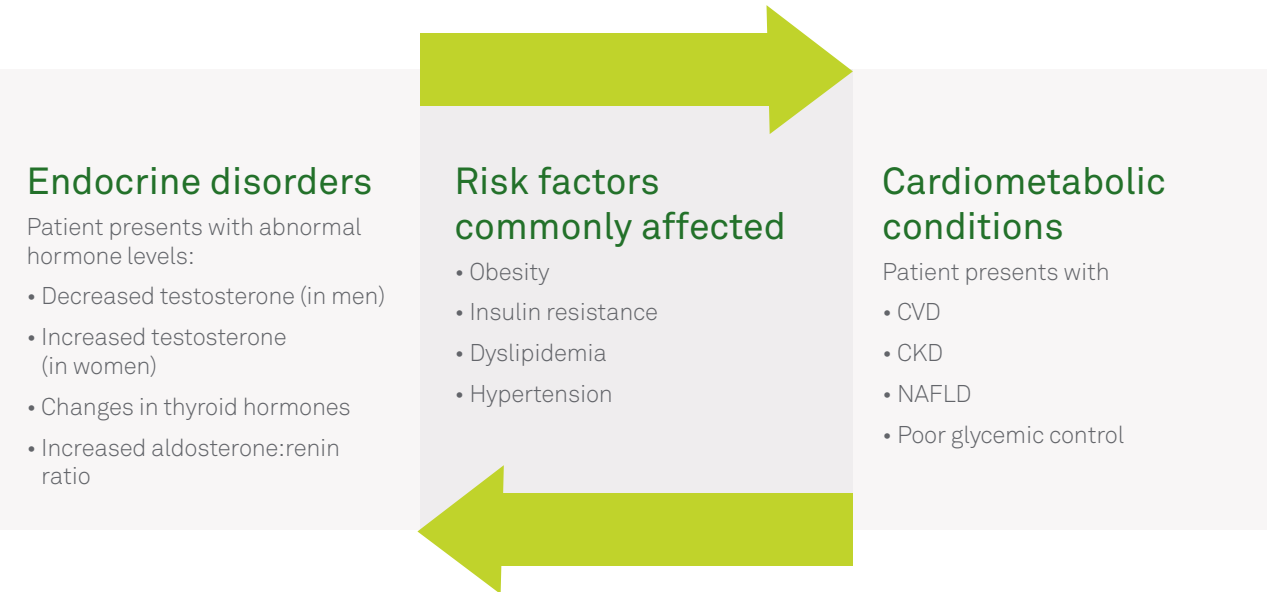 Endocrine disorders
Patient presents with abnormal
hormone levels:
• Decreased testosterone (in men)
• Increased testosterone
(in women)
• Changes in thyroid hormones
• Increased aldosterone:renin
ratio
Risk factors
commonly affected
• Obesity
• Insulin resistance
• Dyslipidemia
• Hypertension
Cardiometabolic
conditions
Patient presents with
• CVD
• CKD
• NAFLD
• Poor glycemic control